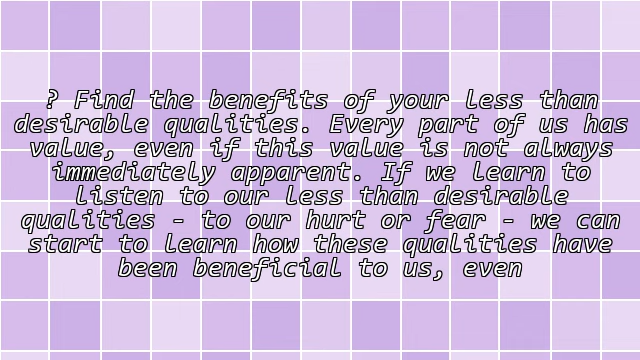 ? Find the benefits of your less than
desirable qualities. Every part of us has
value, even if this value is not always
immediately apparent. If we learn to
listen to our less than desirable
qualities - to our hurt or fear - we can
start to learn how these qualities have
been beneficial to us, even